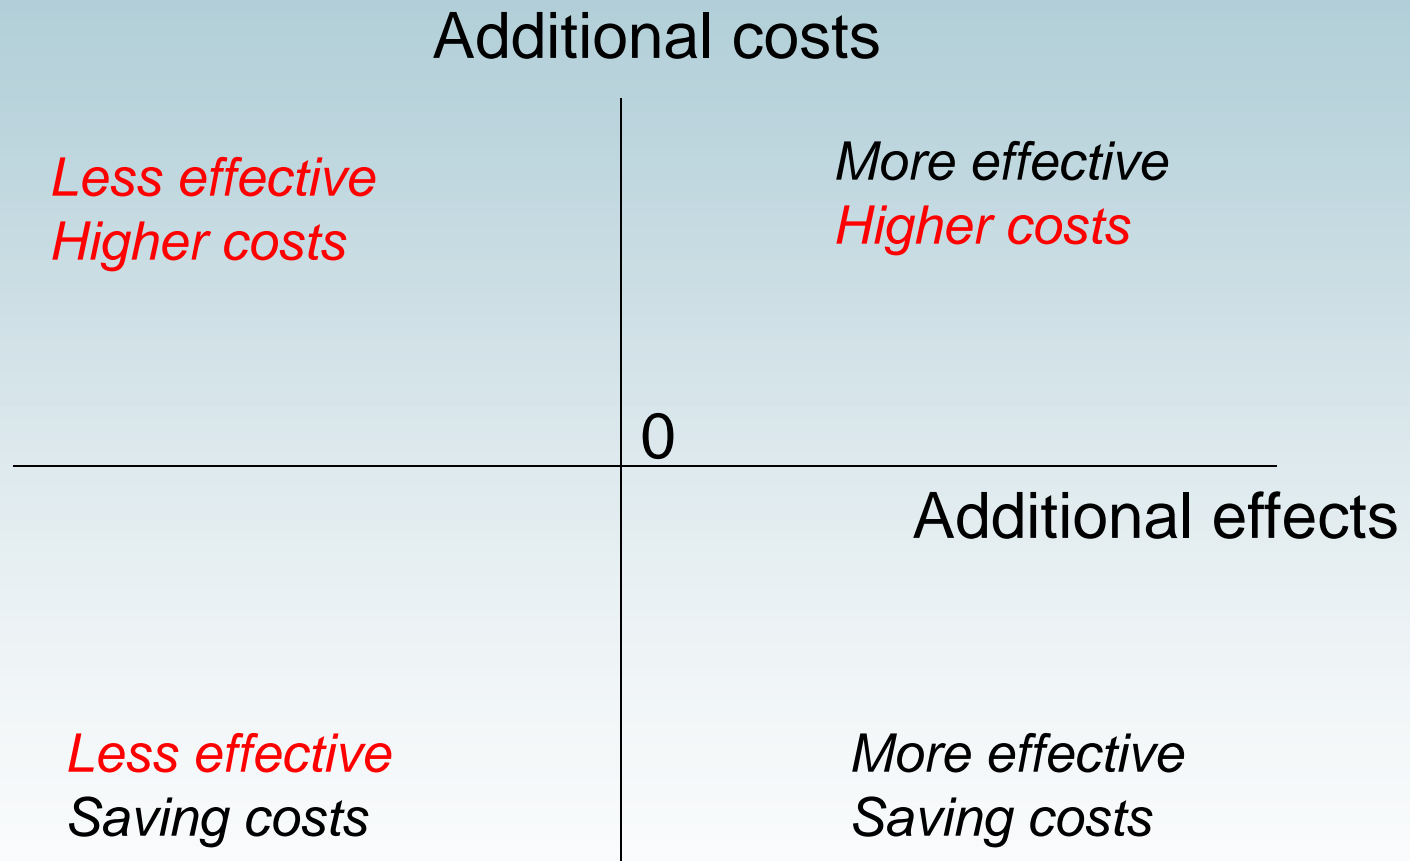 Additional costs
Less effective
Higher costs
More effective
Higher costs
0
Additional effects
Less effective
Saving costs
More effective
Saving costs